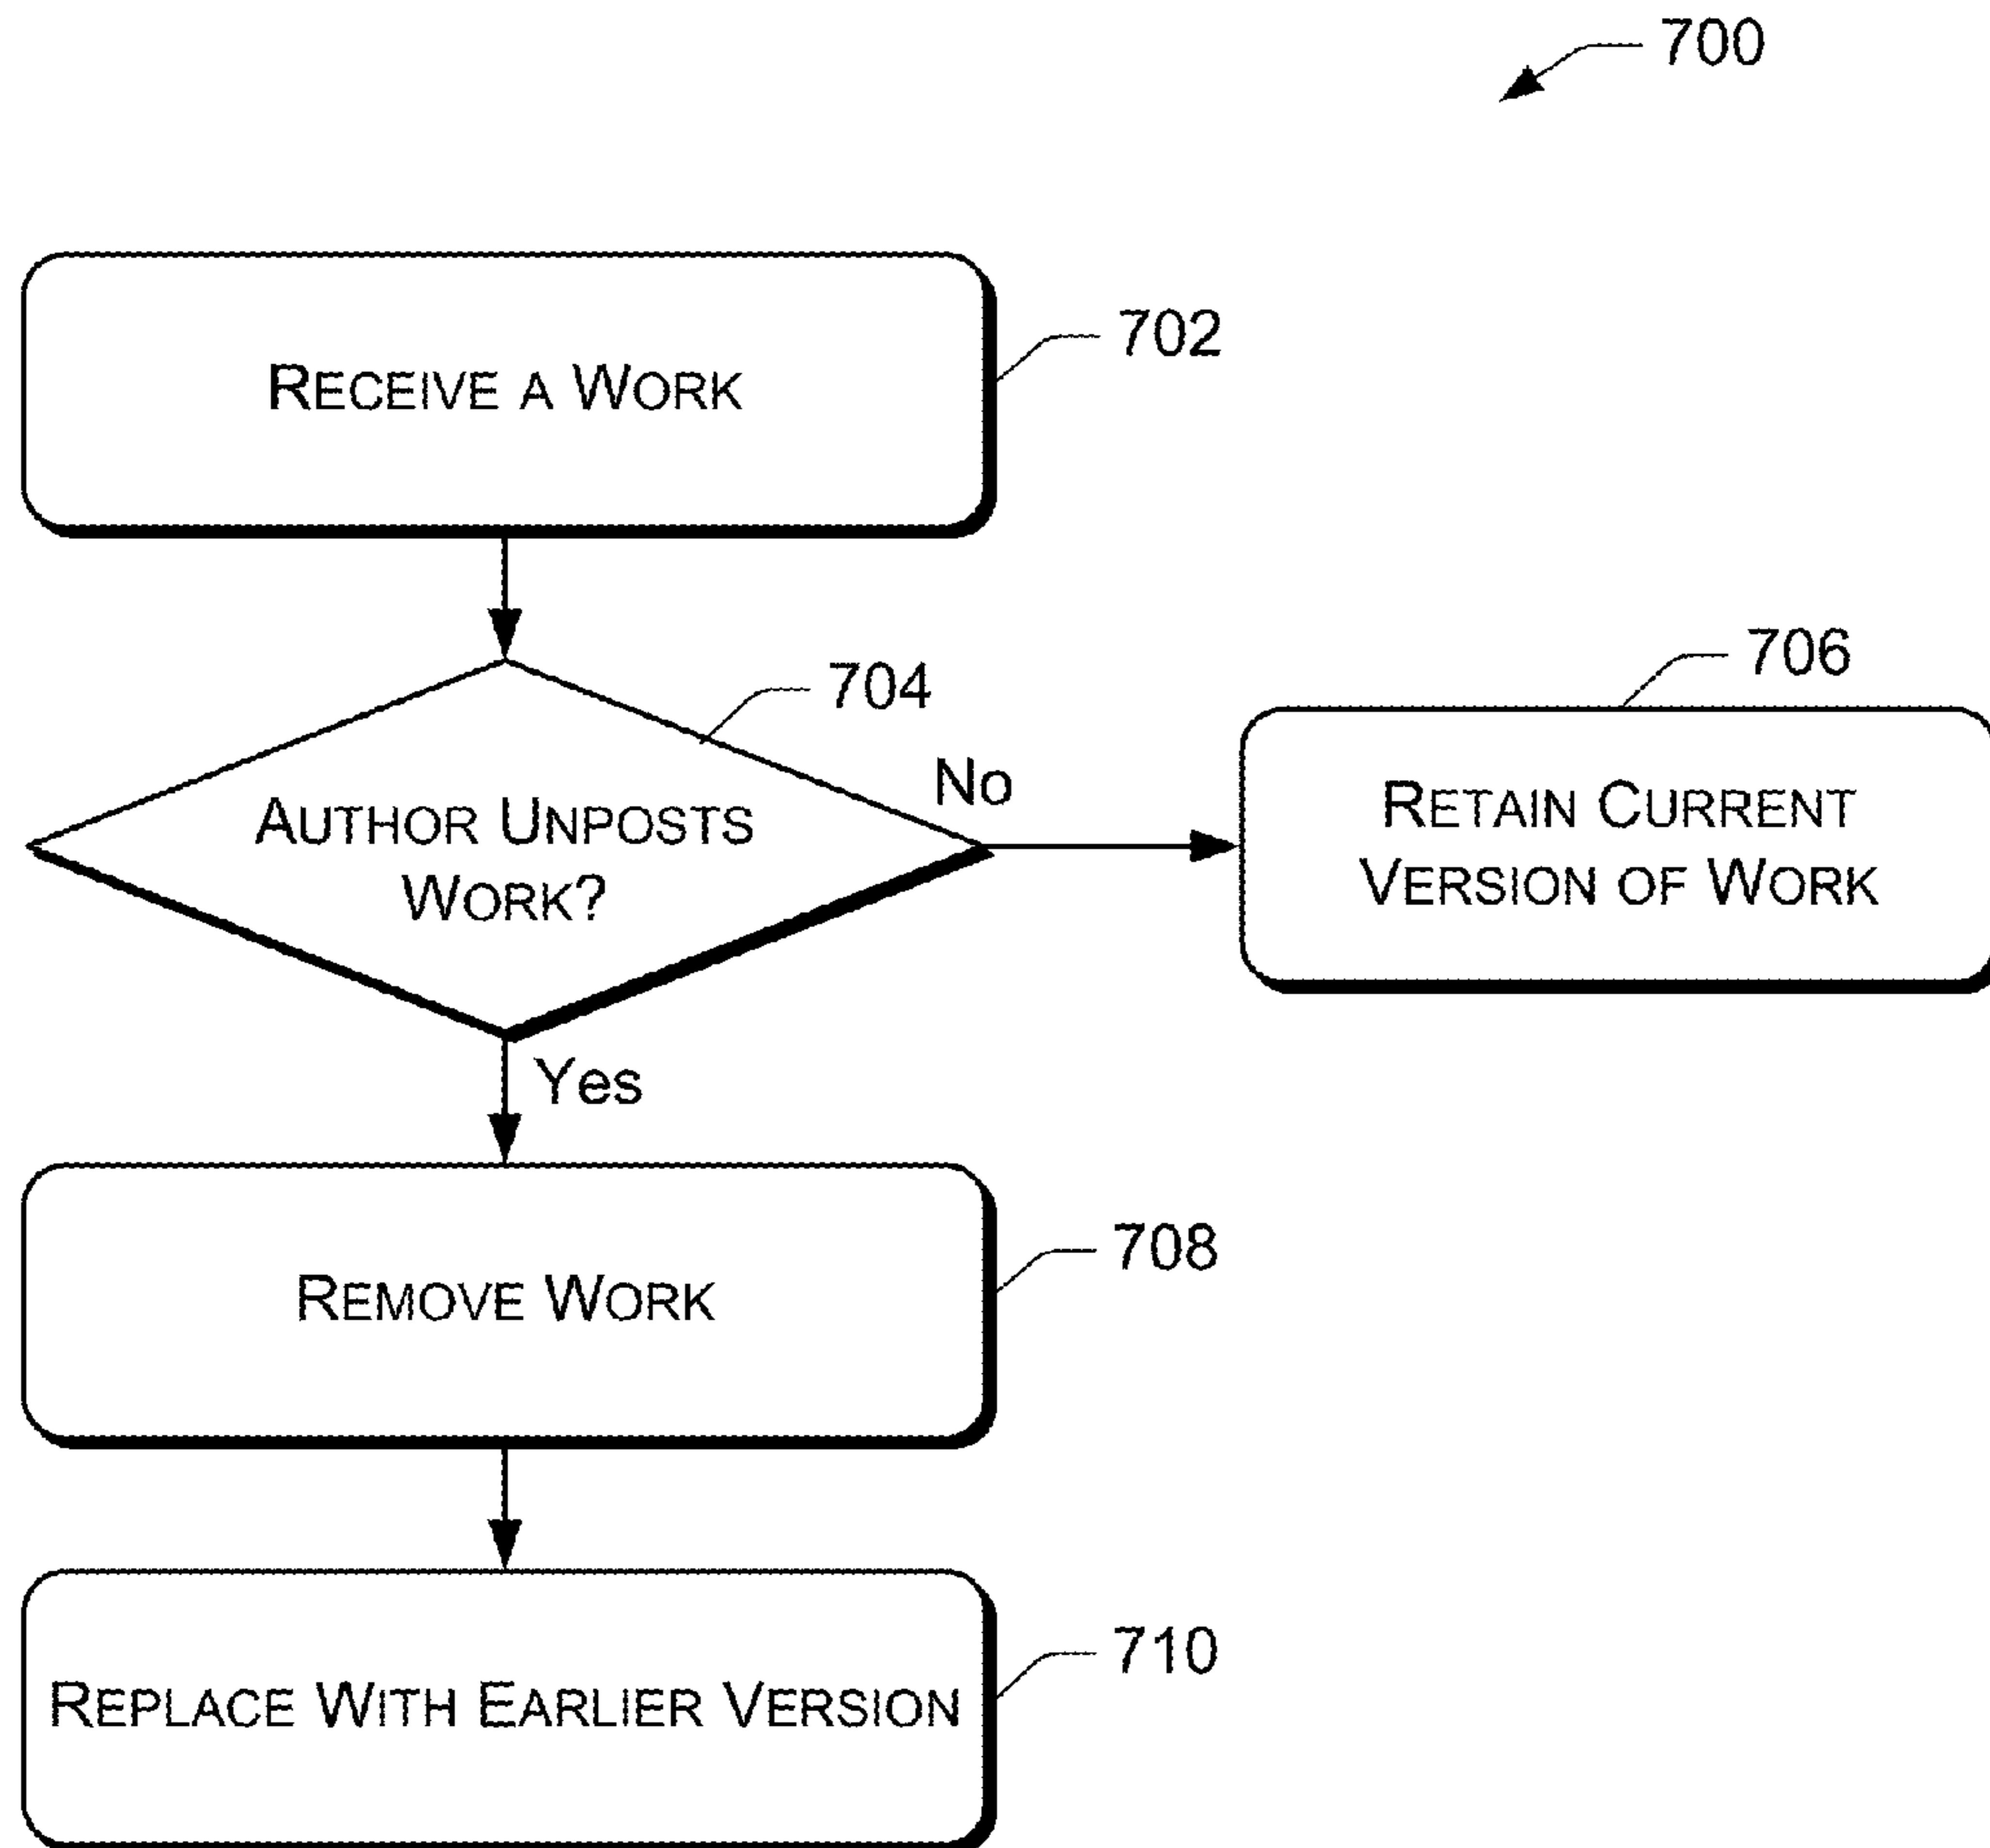 700
RECEIVE A WORK
702
704
AUTHOR UNPOSTS
WORK?
No
706
RETAIN CURRENT
VERSION OF WORK
Yes
REMOVE WORK
708
REPLACE WITH EARLIER VERSION
710